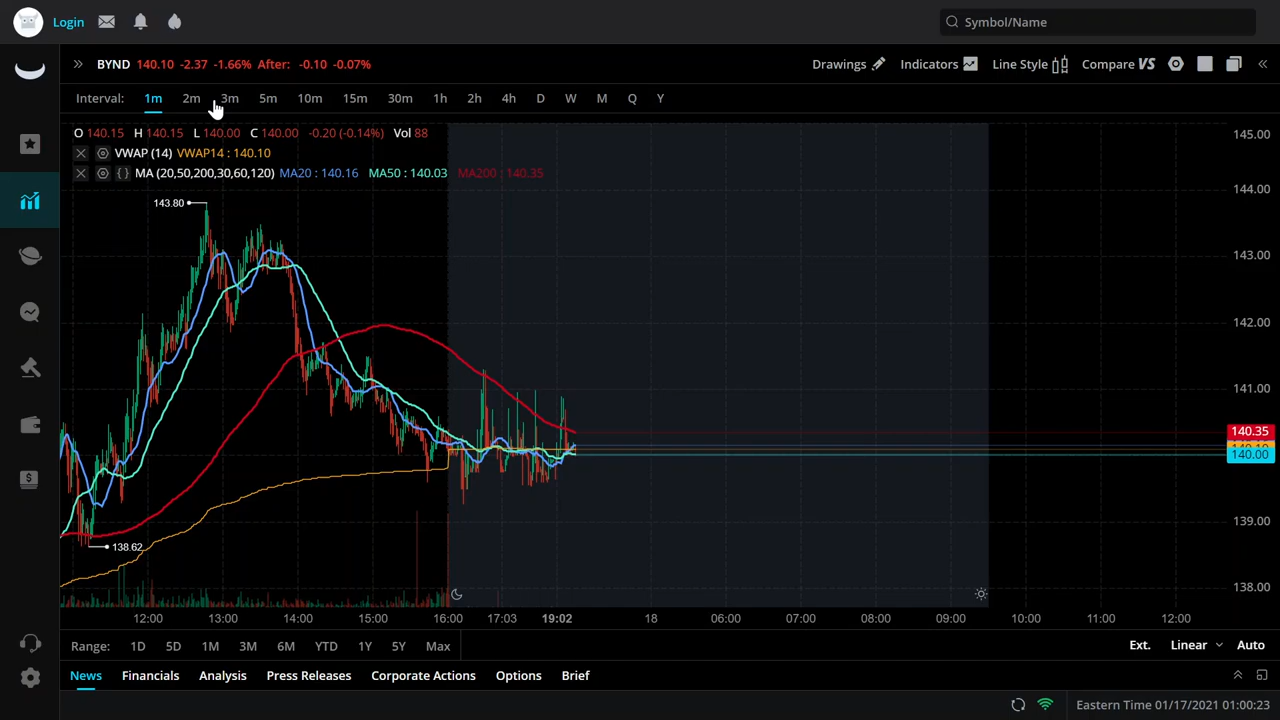 Login
Symbol/Name
BYND 140.10 -2.37 -1.66% After: -0.10 -0.07% Drawings Indicators Line Style Compare VS
Interval: 1m 2m 3m 5m 10m 15m 30m 1h 2h 4h D W M Q Y
O 140.15 H 140.15 L 140.00 C 140.00 -0.20 (-0.14%) Vol 88
VWAP (14) VWAP14 : 140.10
MA (20,50,200,30,60,120) MA20 : 140.16 MA50 : 140.03 MA200 : 140.35
145.00
144.00
143.80
143.00
142.00
141.00
140.35
140.00
139.00
138.62
138.00
12:00 13:00 14:00 15:00 16:00 17:03 19:02 18 06:00 07:00 08:00 09:00 10:00 11:00 12:00
Range: 1D 5D 1M 3M 6M YTD 1Y 5Y Max Ext. Linear Auto
News Financials Analysis Press Releases Corporate Actions Options Brief
Eastern Time 01/17/2021 01:00:23